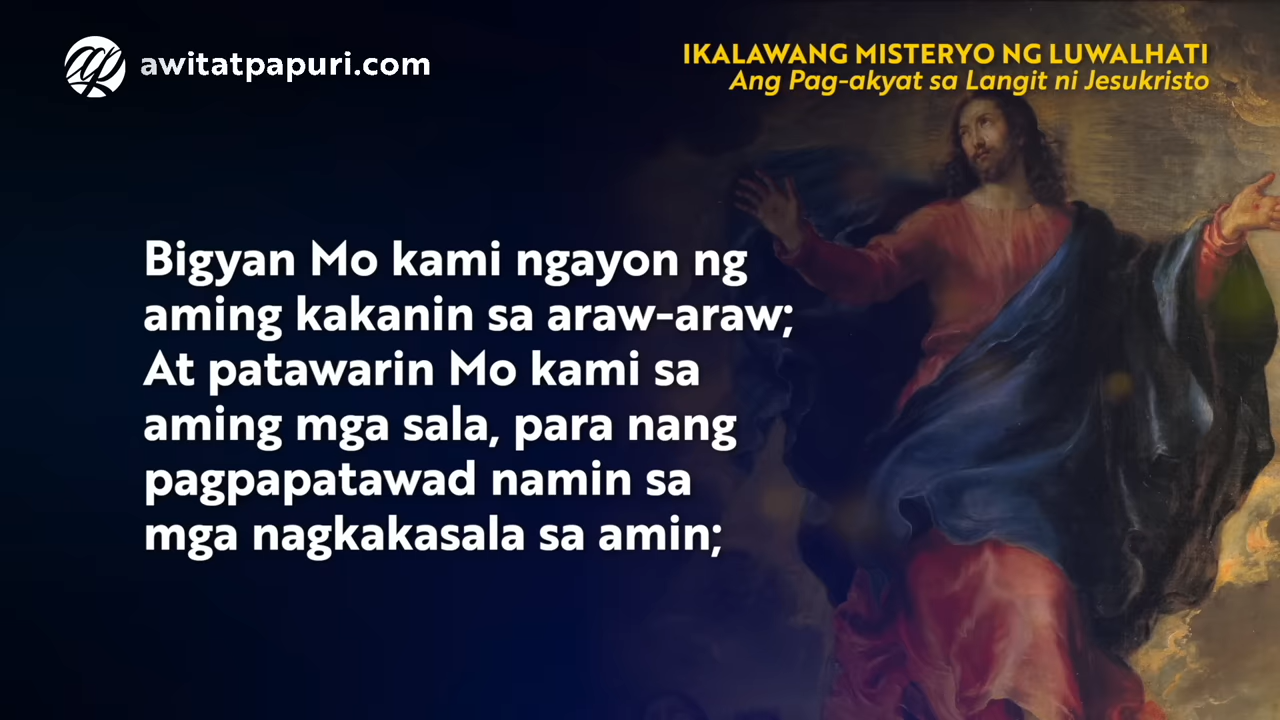 awitatpapuri.com
IKALAWANG MISTERYO NG LUWALHATI
Ang Pag-akyat sa Langit ni Jesukristo
Bigyan Mo kami ngayon ng
aming kakanin sa araw-araw;
At patawarin Mo kami sa
aming mga sala, para nang
pagpapatawad namin sa
mga nagkakasala sa amin;